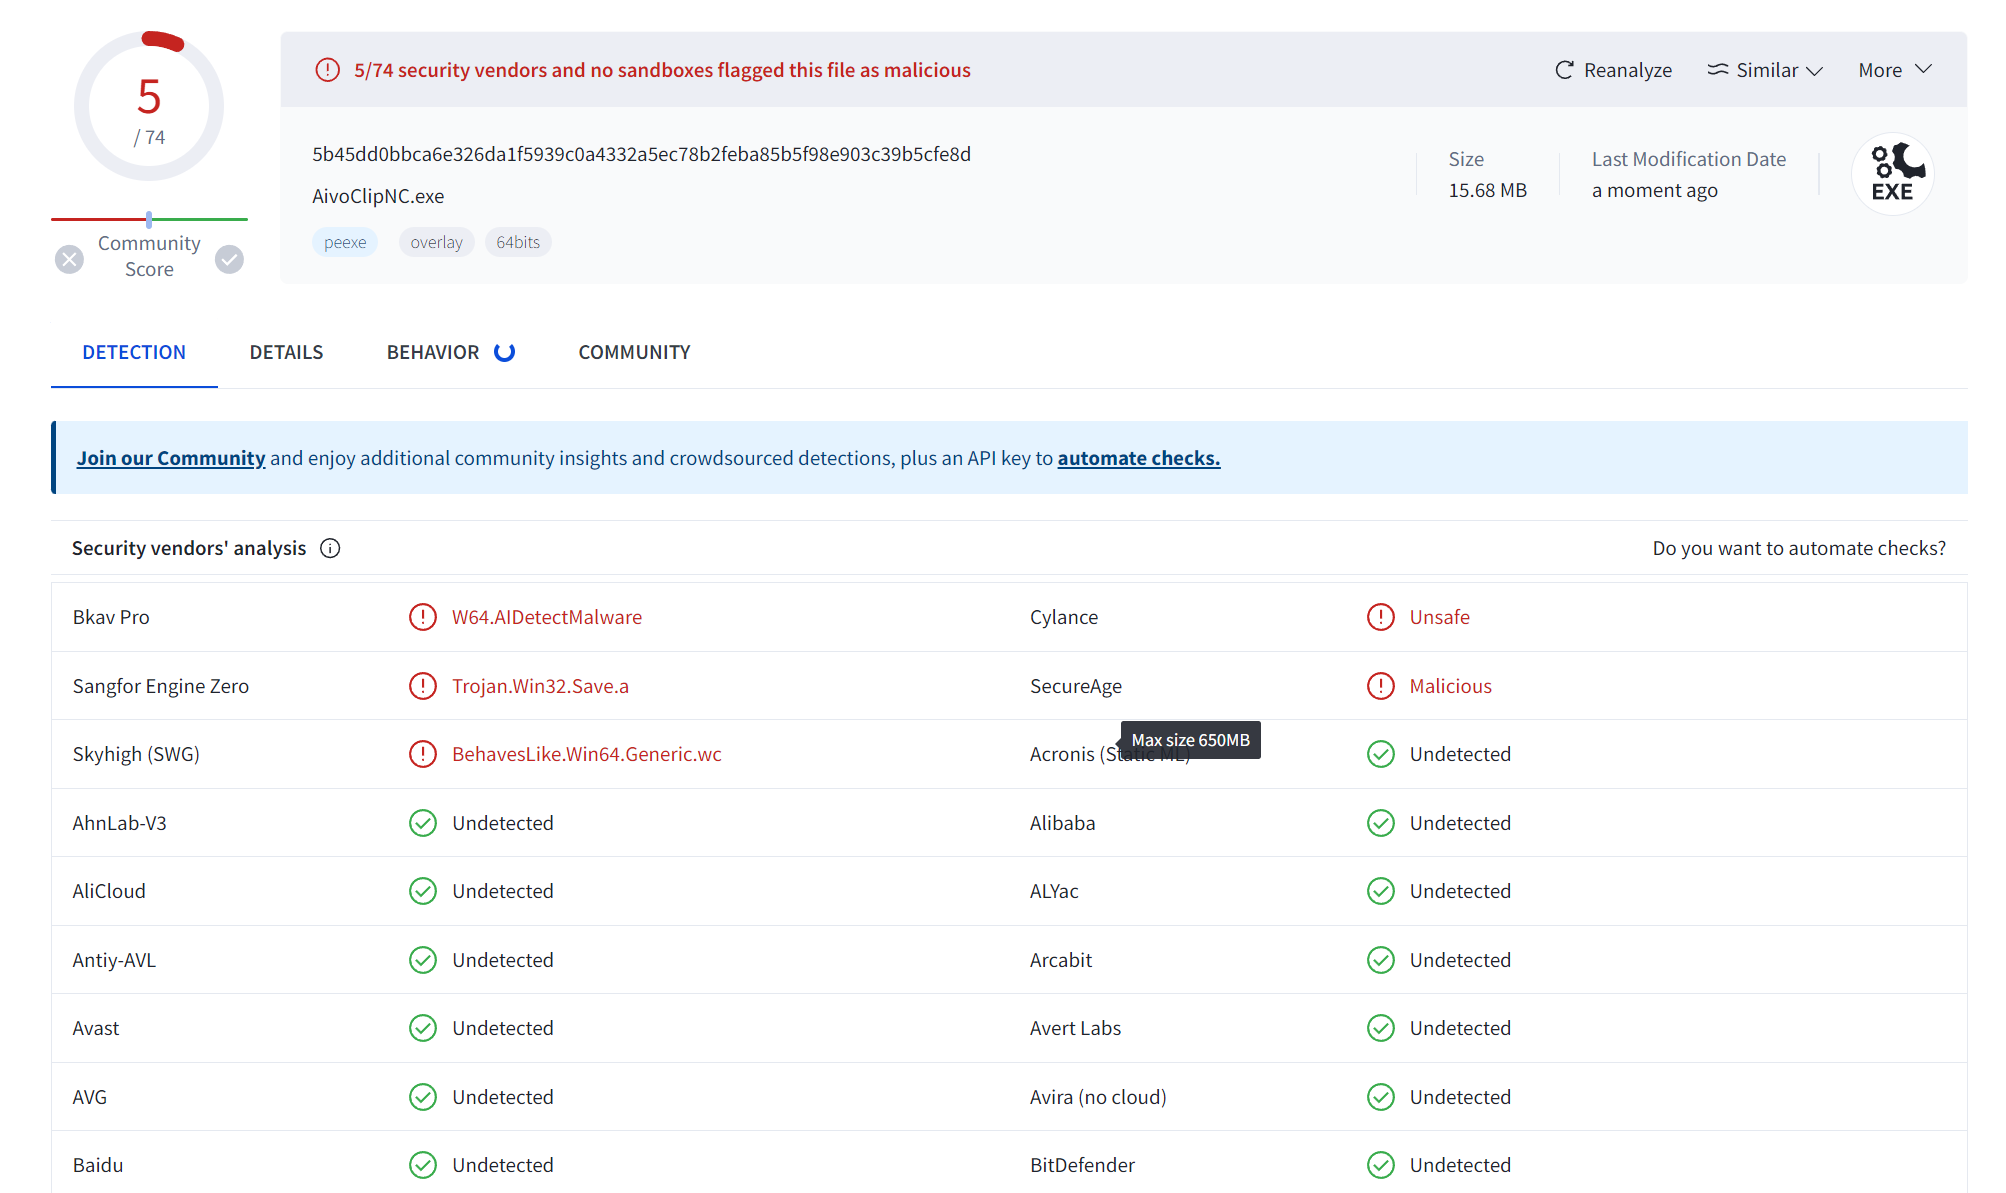 5
/ 74
Community
Score
5/74 security vendors and no sandboxes flagged this file as malicious
Reanalyze
Similar
More
5b45dd0bbca6e326da1f5939c0a4332a5ec78b2feba85b5f98e903c39b5cfe8d
AivoClipNC.exe
peexe
overlay
64bits
Size
15.68 MB
Last Modification Date
a moment ago
EXE
DETECTION
DETAILS
BEHAVIOR
COMMUNITY
Join our Community and enjoy additional community insights and crowdsourced detections, plus an API key to automate checks.
Security vendors' analysis
Do you want to automate checks?
Bkav Pro
W64.AIDetectMalware
Cylance
Unsafe
Sangfor Engine Zero
Trojan.Win32.Save.a
SecureAge
Malicious
Max size 650MB
Skyhigh (SWG)
BehavesLike.Win64.Generic.wc
Acronis (Static ML)
Undetected
AhnLab-V3
Undetected
Alibaba
Undetected
AliCloud
Undetected
ALYac
Undetected
Antiy-AVL
Undetected
Arcabit
Undetected
Avast
Undetected
Avert Labs
Undetected
AVG
Undetected
Avira (no cloud)
Undetected
Baidu
Undetected
BitDefender
Undetected